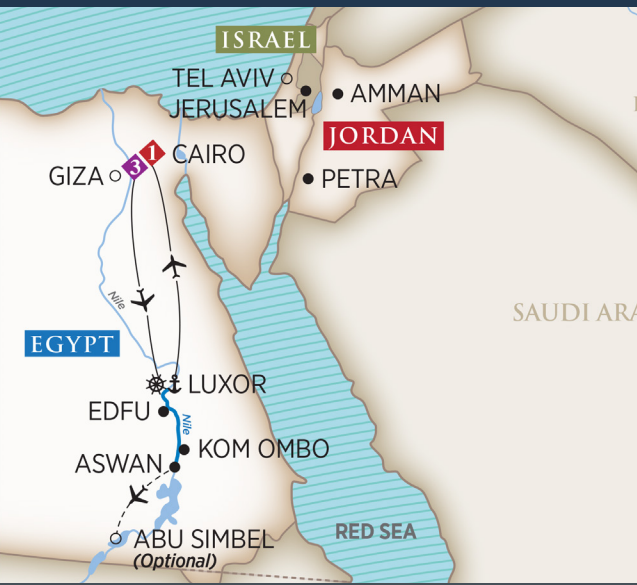 ISRAEL
TEL AVIV
JERUSALEM
AMMAN
JORDAN
3
1
CAIRO
GIZA
PETRA
Nile
SAUDI ARA
EGYPT
LUXOR
EDFU
Nile
KOM OMBO
ASWAN
RED SEA
ABU SIMBEL
(Optional)